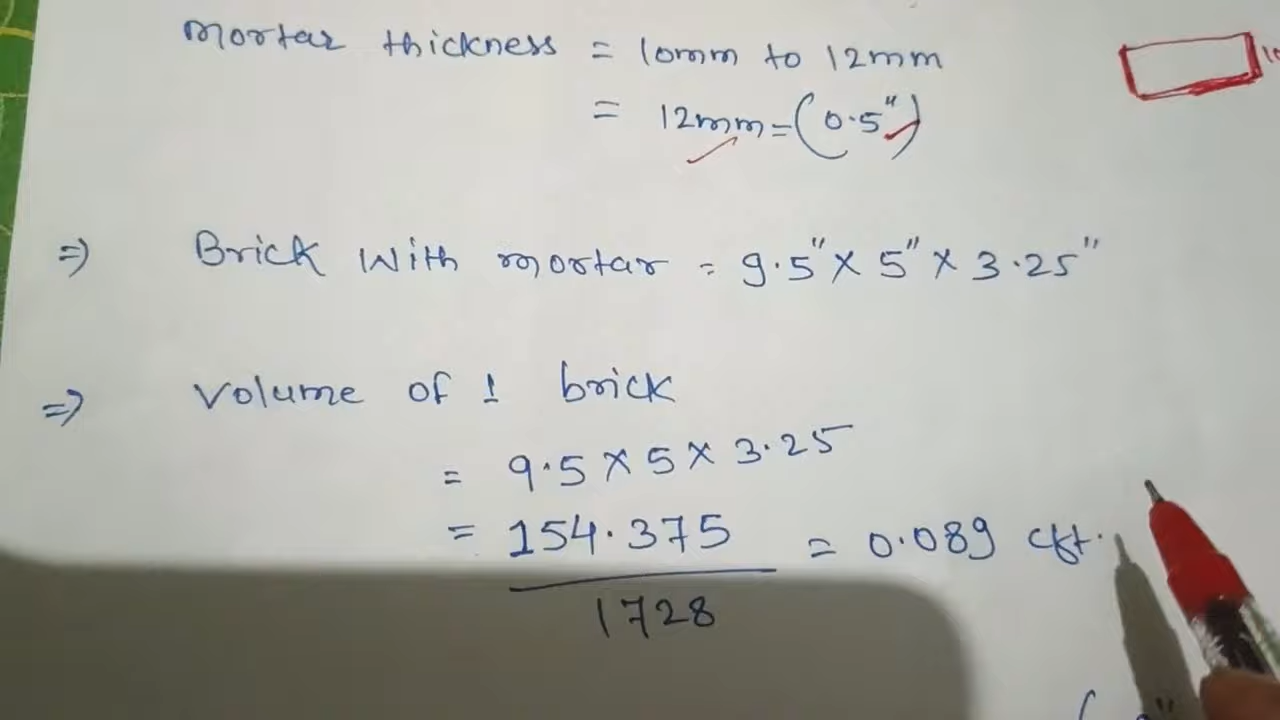 mortar thickness = 10mm to 12mm
= 12mm = (0.5")
⇒ Brick With mortar = 9.5" X 5" X 3.25"
⇒ Volume of 1 brick
= 9.5 X 5 X 3.25
= 154.375 / 1728 = 0.089 cft.